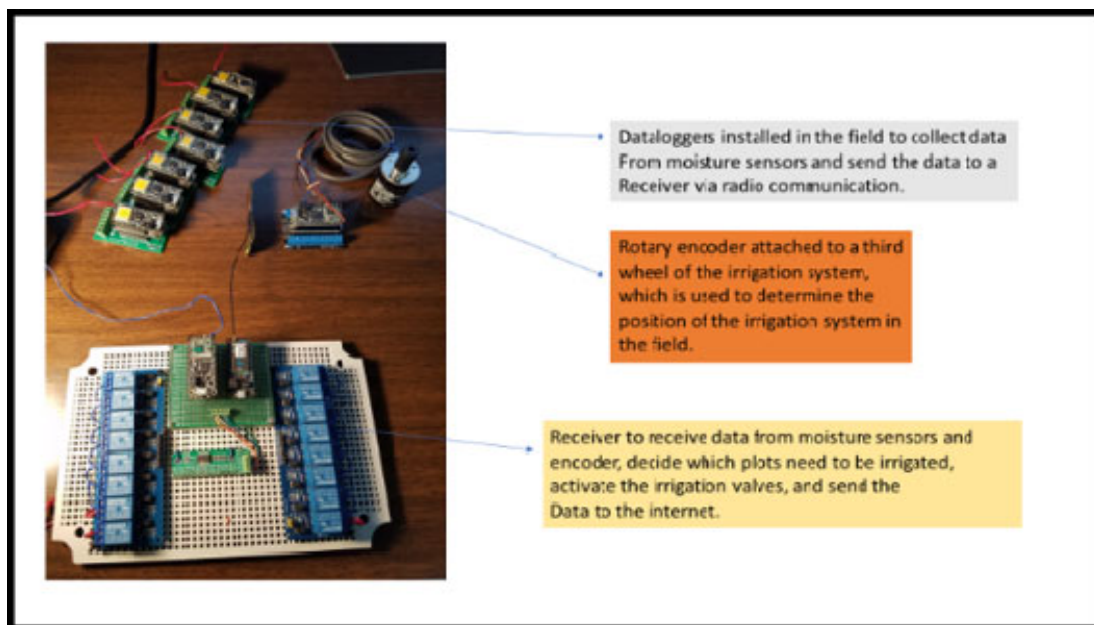 Dataloggers installed in the field to collect data
From moisture sensors and send the data to a
Receiver via radio communication.
Rotary encoder attached to a third
wheel of the irrigation system,
which is used to determine the
position of the irrigation system in
the field.
Receiver to receive data from moisture sensors and
encoder, decide which plots need to be irrigated,
activate the irrigation valves, and send the
Data to the internet.